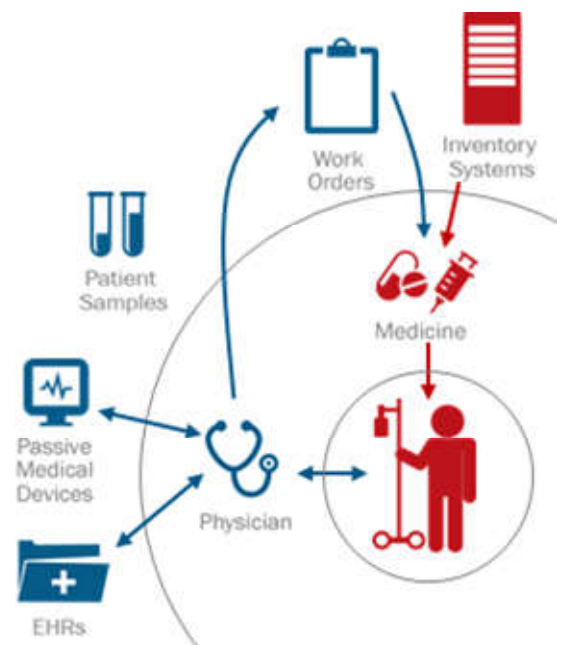 Work
Orders
Inventory
Systems
Patient
Samples
Medicine
Passive
Medical
Devices
Physician
EHRs